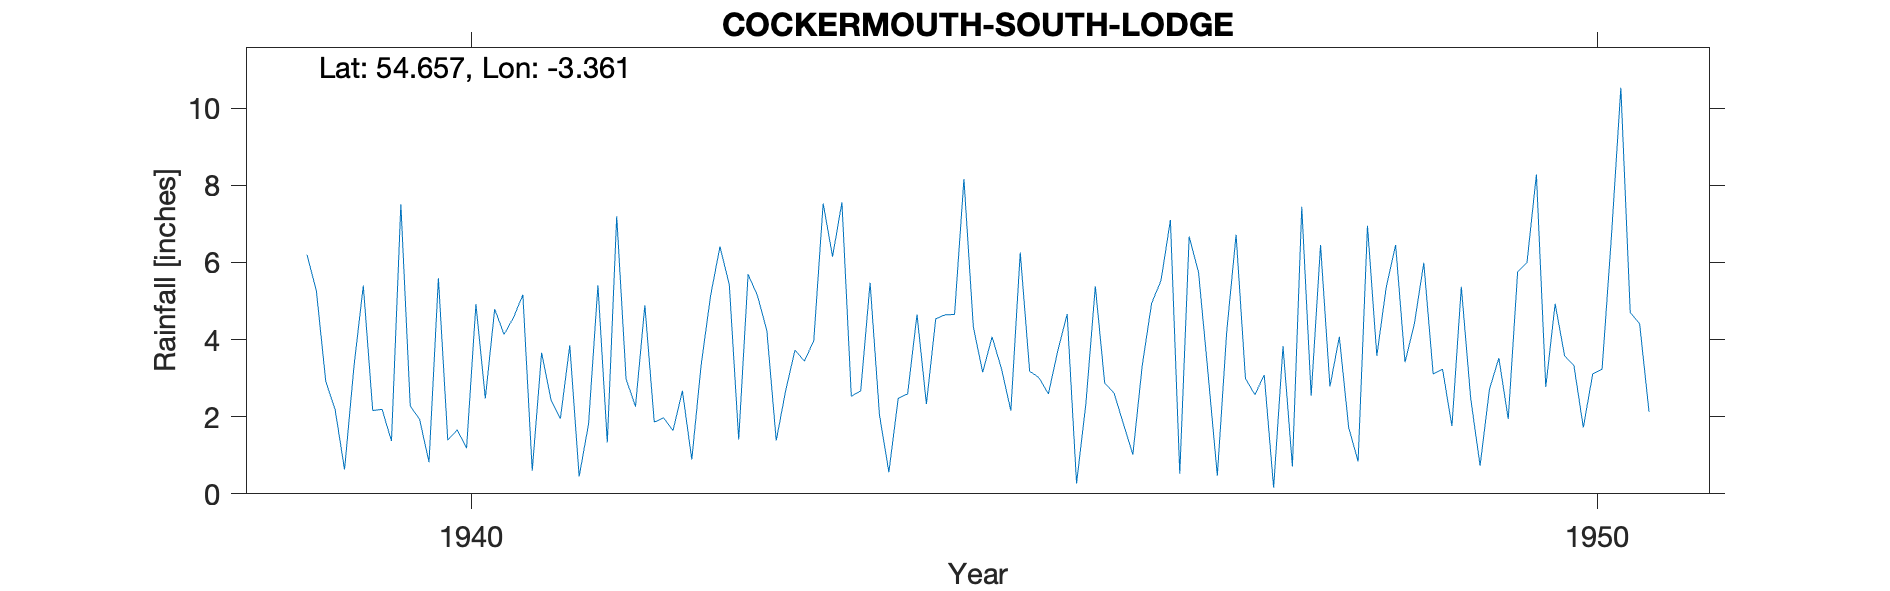 COCKERMOUTH-SOUTH-LODGE
Lat: 54.657, Lon: -3.361
Rainfall [inches]
10
8
6
4
2
0
1940
1950
Year